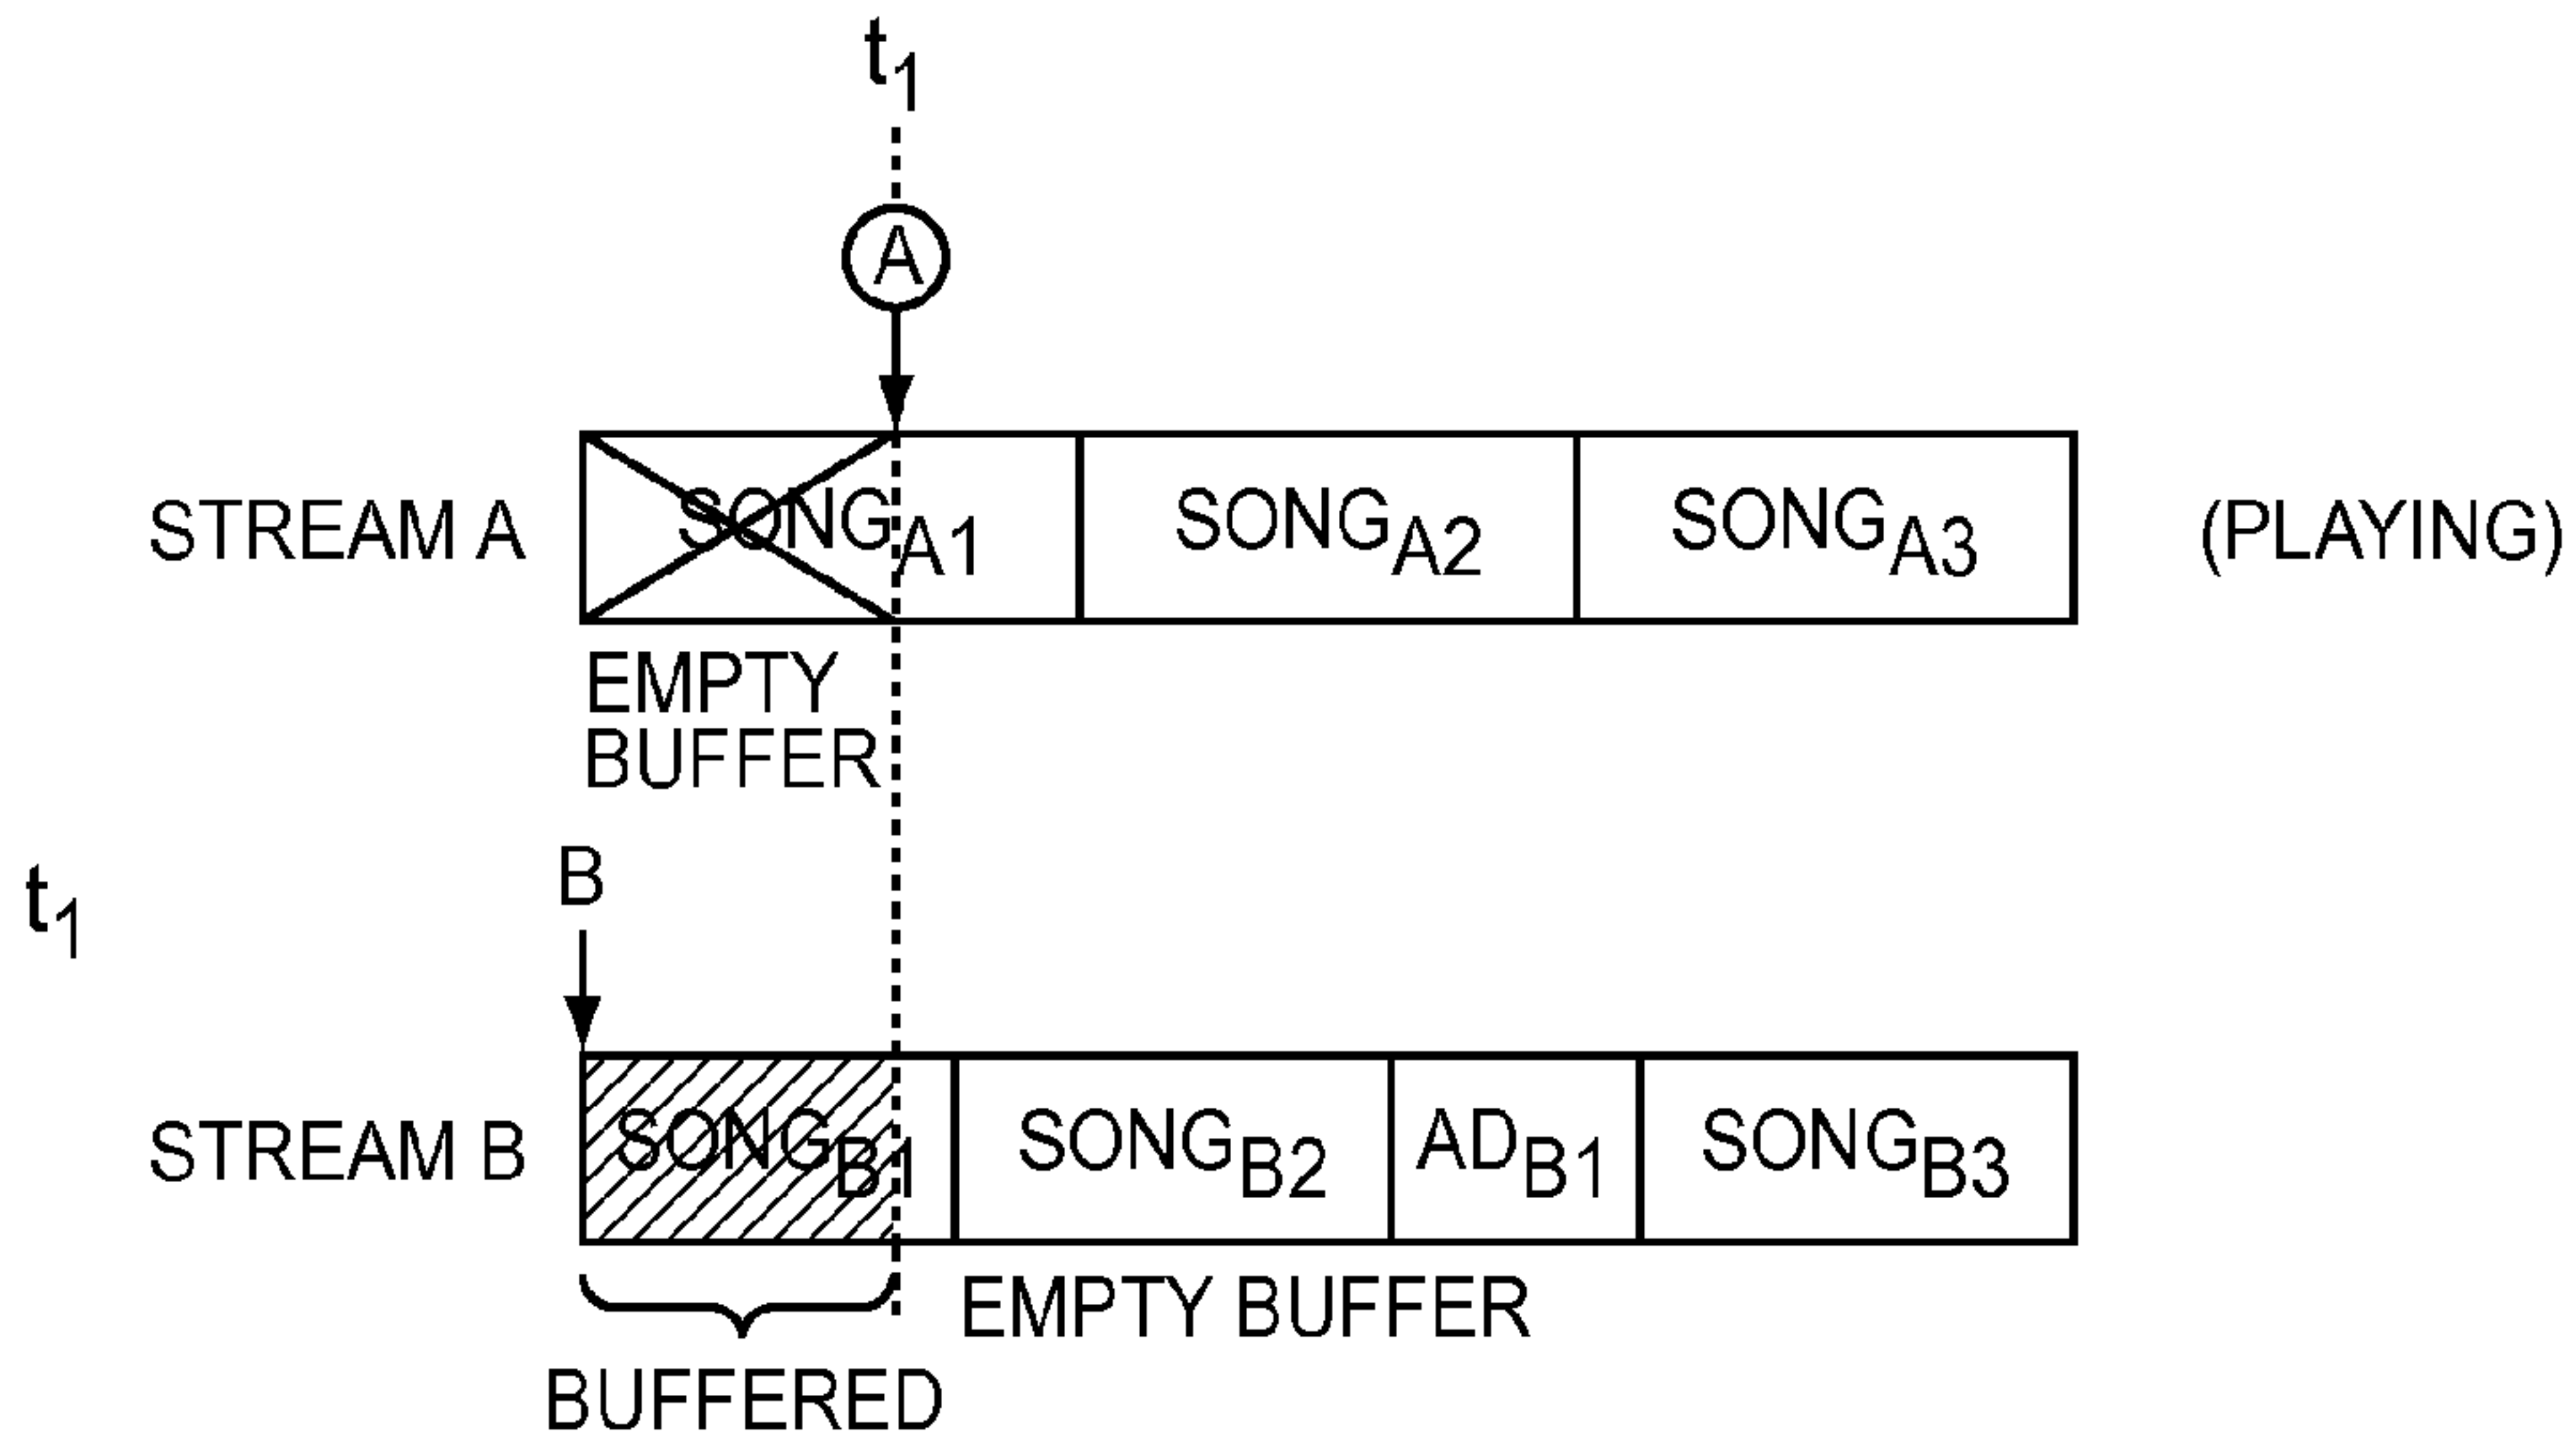 t1
A
STREAM A SONGA1 SONGA2 SONGA3 (PLAYING)
EMPTY
BUFFER
t1 B
STREAM B SONGB1 SONGB2 ADB1 SONGB3
EMPTY BUFFER
BUFFERED